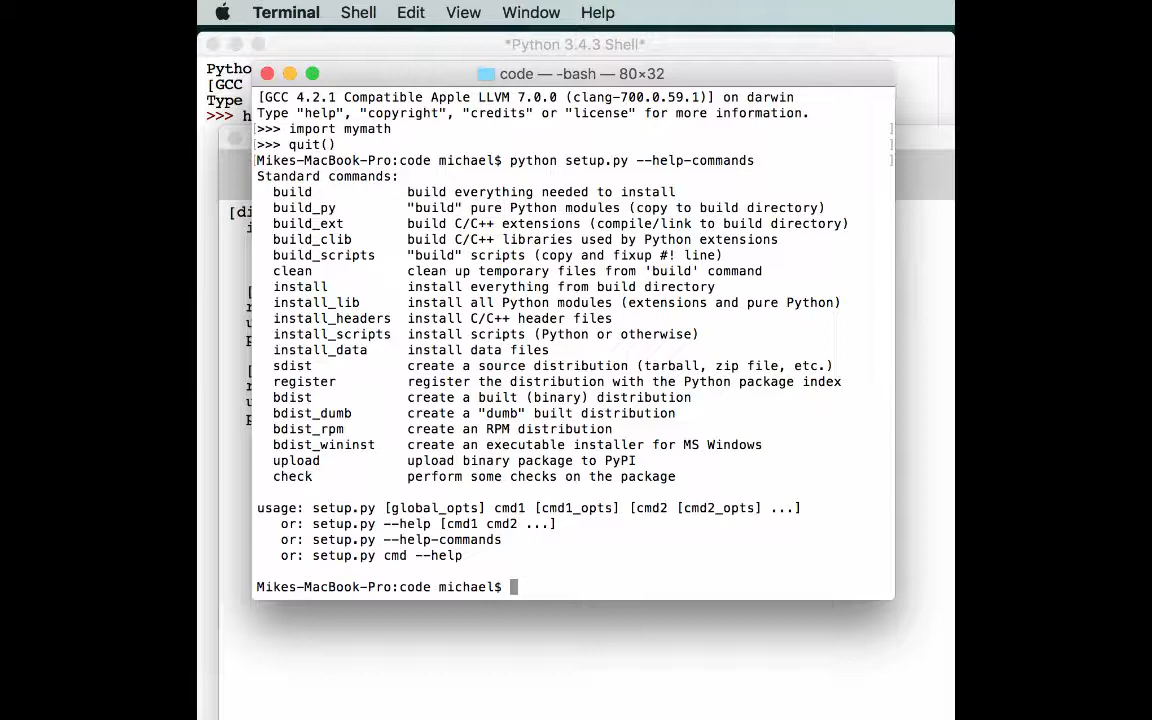 Terminal Shell Edit View Window Help
*Python 3.4.3 Shell*
Pytho
[GCC
Type
>>> h
[di
code — -bash — 80×32
[GCC 4.2.1 Compatible Apple LLVM 7.0.0 (clang-700.0.59.1)] on darwin
Type "help", "copyright", "credits" or "license" for more information.
>>> import mymath
>>> quit()
Mikes-MacBook-Pro:code michael$ python setup.py --help-commands
Standard commands:
build build everything needed to install
build_py "build" pure Python modules (copy to build directory)
build_ext build C/C++ extensions (compile/link to build directory)
build_clib build C/C++ libraries used by Python extensions
build_scripts "build" scripts (copy and fixup #! line)
clean clean up temporary files from 'build' command
install install everything from build directory
install_lib install all Python modules (extensions and pure Python)
install_headers install C/C++ header files
install_scripts install scripts (Python or otherwise)
install_data install data files
sdist create a source distribution (tarball, zip file, etc.)
register register the distribution with the Python package index
bdist create a built (binary) distribution
bdist_dumb create a "dumb" built distribution
bdist_rpm create an RPM distribution
bdist_wininst create an executable installer for MS Windows
upload upload binary package to PyPI
check perform some checks on the package
usage: setup.py [global_opts] cmd1 [cmd1_opts] [cmd2 [cmd2_opts] ...]
or: setup.py --help [cmd1 cmd2 ...]
or: setup.py --help-commands
or: setup.py cmd --help
Mikes-MacBook-Pro:code michael$